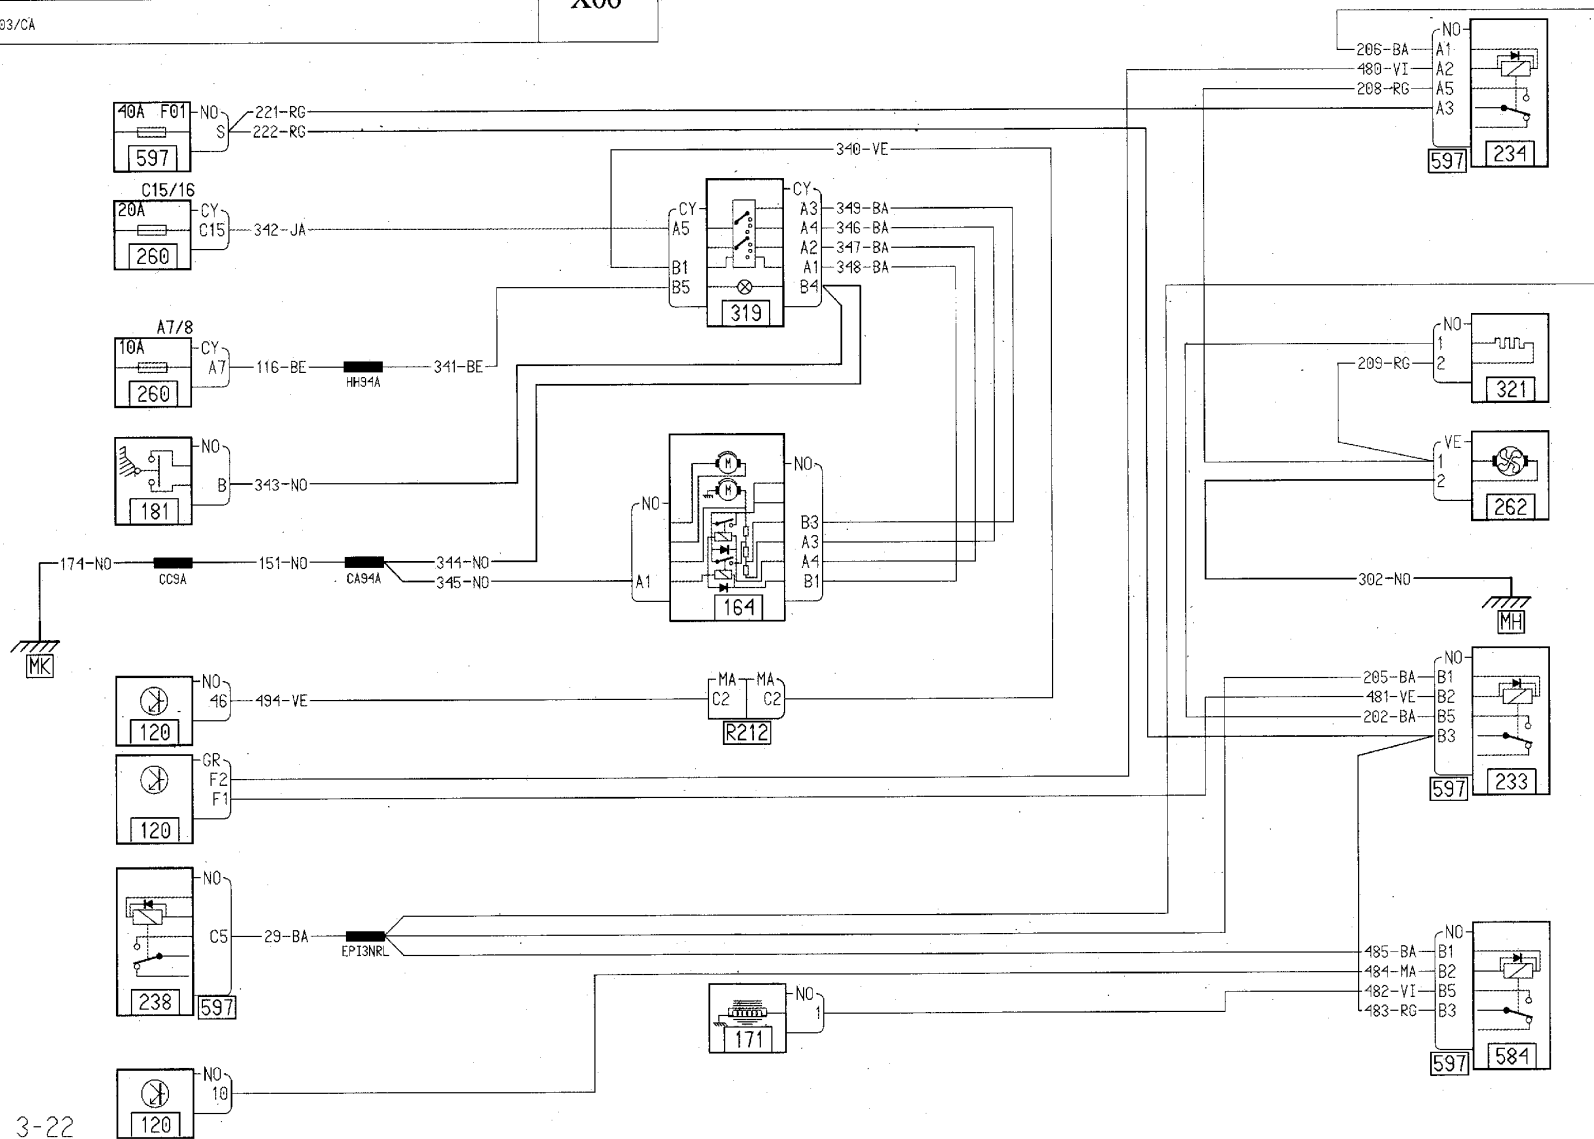 X06
03/CA
40A F01 NO
S
221-RG
222-RG
597
C15/16
20A CY
C15
342-JA
260
A7/8
10A CY
A7
116-BE
HH94A
341-BE
260
NO
B
343-NO
181
174-NO
CC9A
151-NO
CA94A
344-NO
345-NO
MK
340-VE
CY
A5
B1
B5
319
CY
A3 349-BA
A4 346-BA
A2 347-BA
A1 348-BA
B4
NO
A1
164
NO
B3
A3
A4
B1
NO
46
494-VE
120
MA MA
C2 C2
R212
GR
F2
F1
120
NO
C5
29-BA
EPI3NRL
238
597
NO
1
171
NO
10
120
NO
206-BA A1
480-VI A2
208-RG A5
A3
597
234
NO
1
209-RG 2
321
VE
1
2
262
302-NO
MH
NO
205-BA B1
481-VE B2
202-BA B5
B3
597
233
NO
485-BA B1
484-MA B2
482-VI B5
483-RG B3
597
584
M
M
3-22